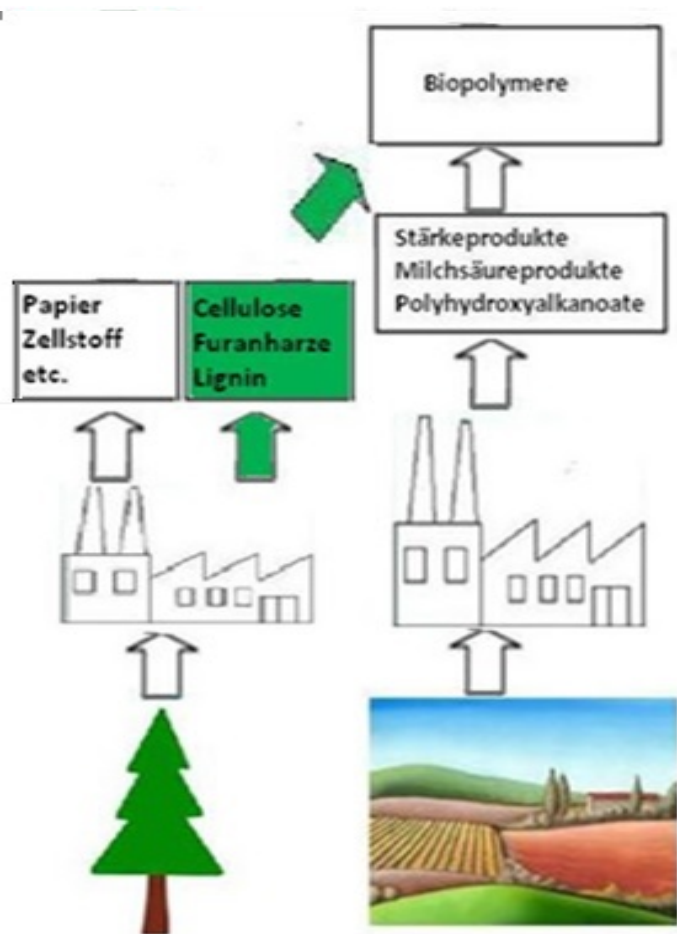 Biopolymere
Stärkeprodukte
Milchsäureprodukte
Polyhydroxyalkanoate
Papier
Zellstoff
etc.
Cellulose
Furanharze
Lignin